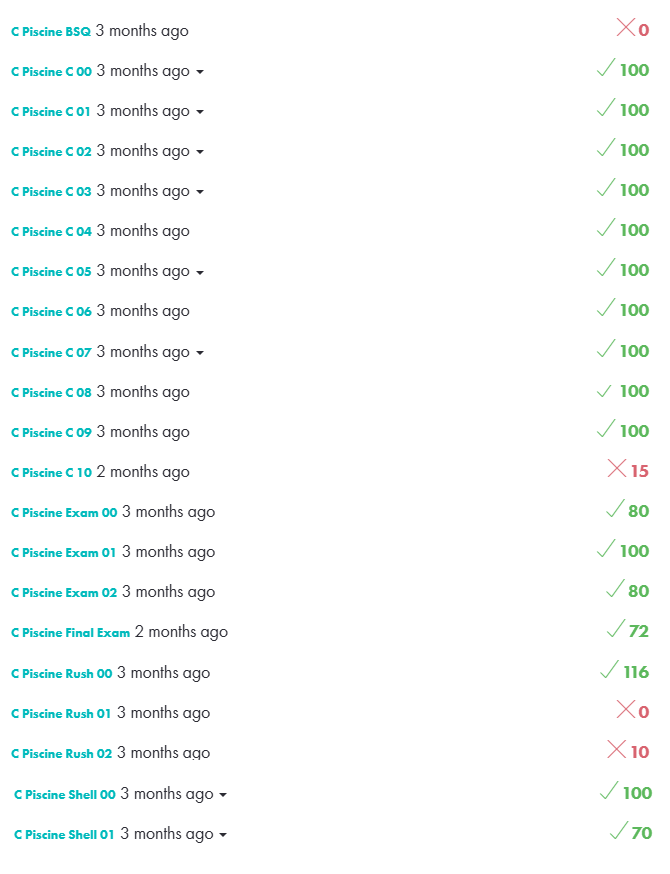 C Piscine BSQ 3 months ago 0
C Piscine C 00 3 months ago 100
C Piscine C 01 3 months ago 100
C Piscine C 02 3 months ago 100
C Piscine C 03 3 months ago 100
C Piscine C 04 3 months ago 100
C Piscine C 05 3 months ago 100
C Piscine C 06 3 months ago 100
C Piscine C 07 3 months ago 100
C Piscine C 08 3 months ago 100
C Piscine C 09 3 months ago 100
C Piscine C 10 2 months ago 15
C Piscine Exam 00 3 months ago 80
C Piscine Exam 01 3 months ago 100
C Piscine Exam 02 3 months ago 80
C Piscine Final Exam 2 months ago 72
C Piscine Rush 00 3 months ago 116
C Piscine Rush 01 3 months ago 0
C Piscine Rush 02 3 months ago 10
C Piscine Shell 00 3 months ago 100
C Piscine Shell 01 3 months ago 70